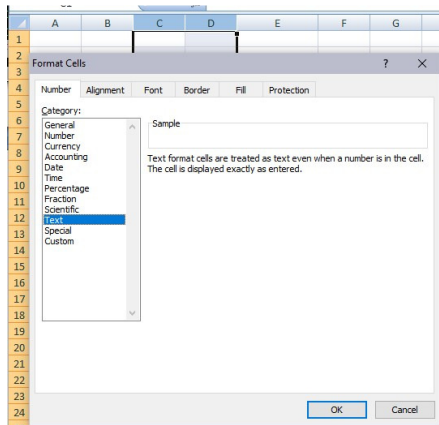 A B C D E F G
1
2
Format Cells ? X
3
4
Number Alignment Font Border Fill Protection
5
Category:
6
General
Sample
7
Number
Currency
8
Accounting
Text format cells are treated as text even when a number is in the cell.
9
Date
The cell is displayed exactly as entered.
Time
10
Percentage
11
Fraction
Scientific
12
Text
13
Special
Custom
14
15
16
17
18
19
20
21
22
23
24
OK Cancel